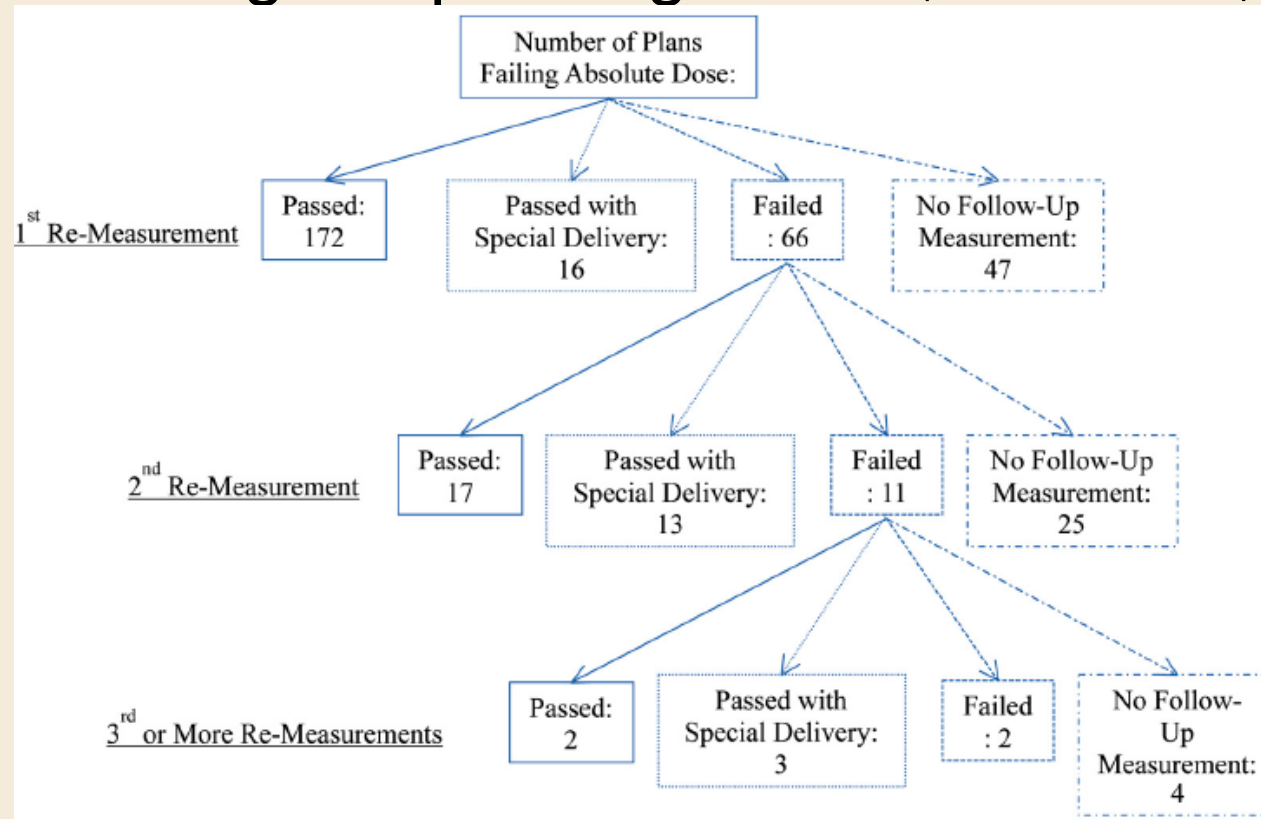 Number of Plans
Failing Absolute Dose:
1st Re-Measurement
Passed:
172
Passed with
Special Delivery:
16
Failed
: 66
No Follow-Up
Measurement:
47
2nd Re-Measurement
Passed:
17
Passed with
Special Delivery:
13
Failed
: 11
No Follow-Up
Measurement:
25
3rd or More Re-Measurements
Passed:
2
Passed with
Special Delivery:
3
Failed
: 2
No Follow-
Up
Measurement:
4